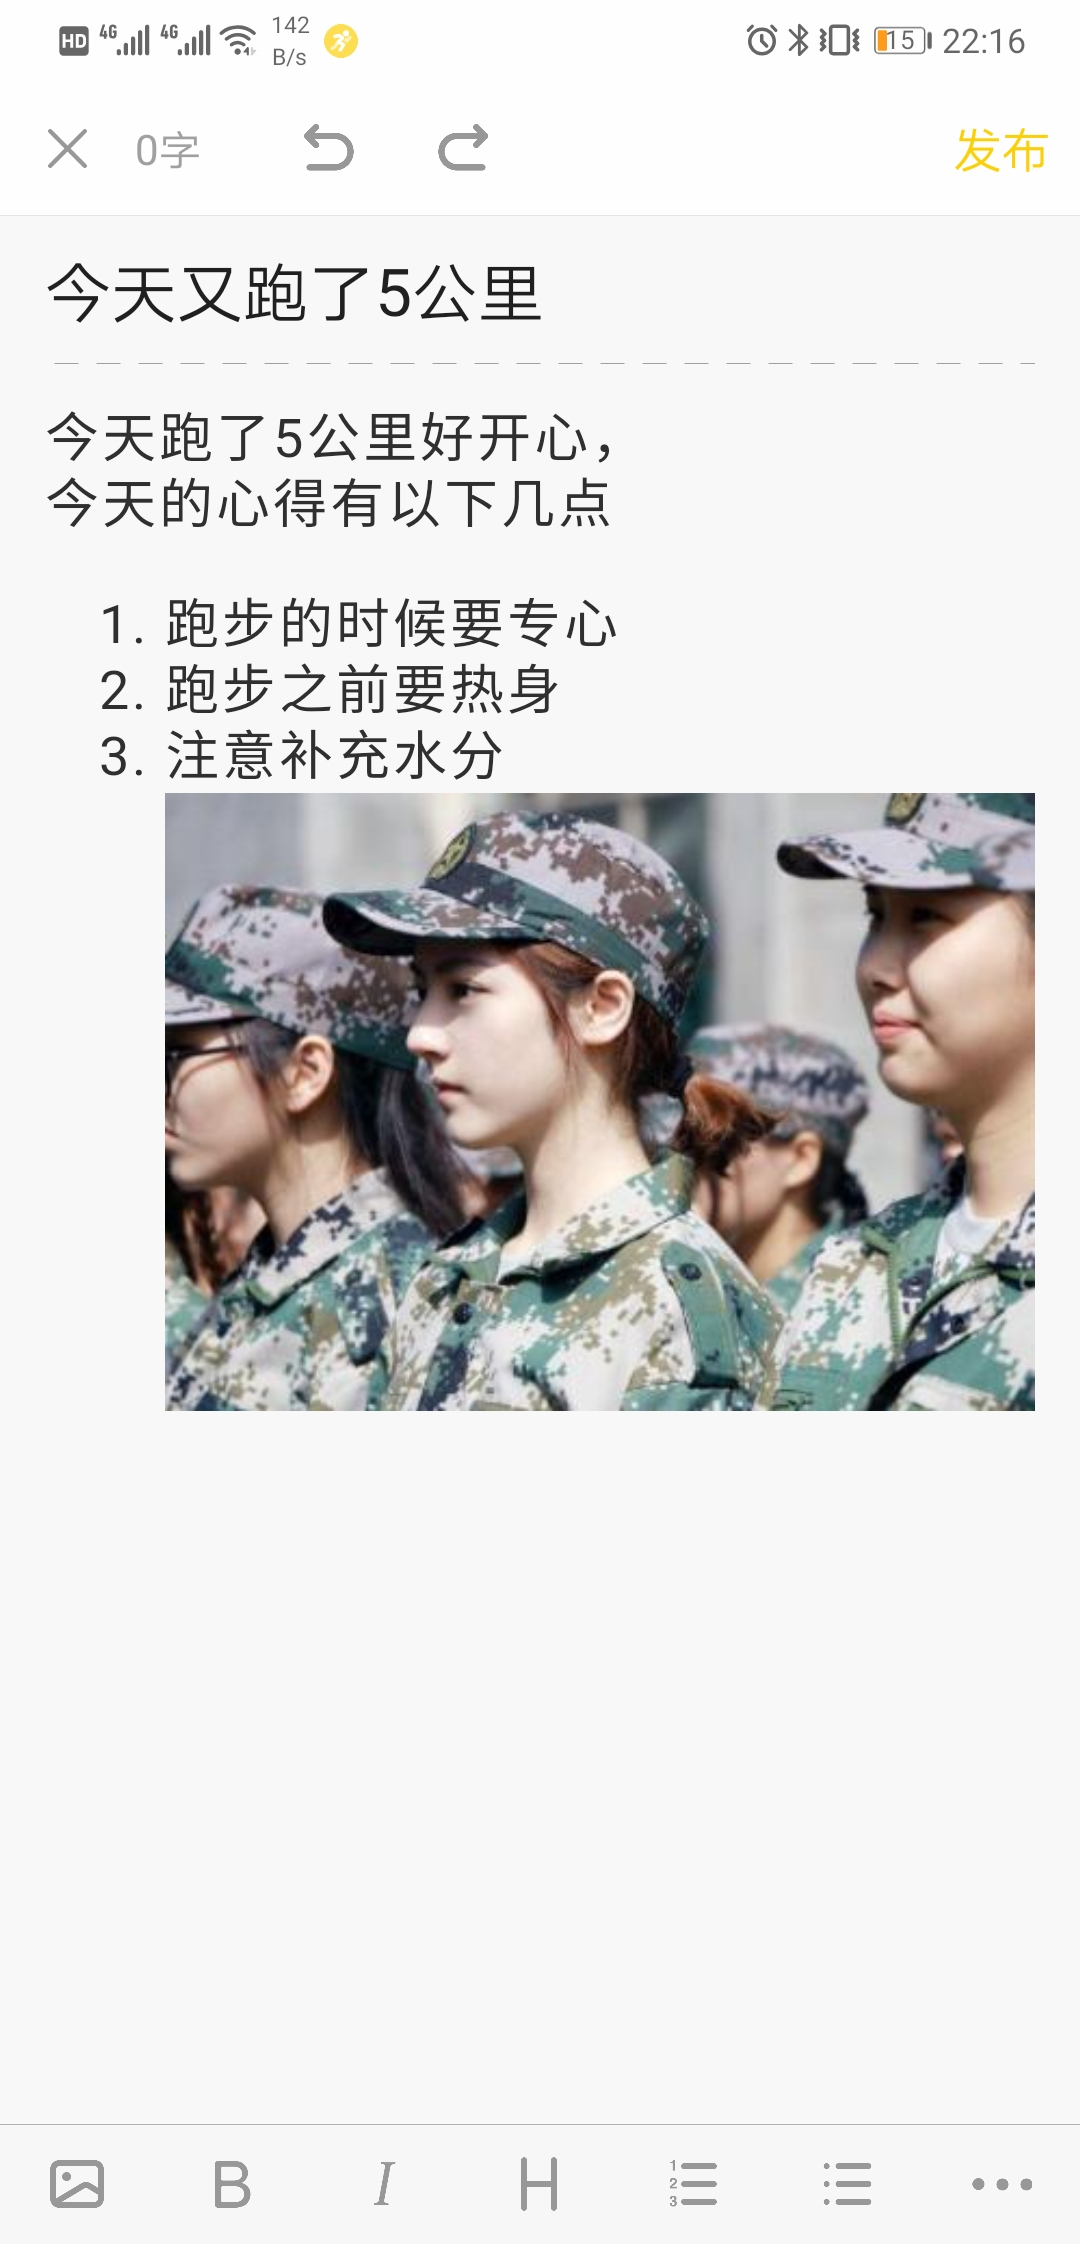 HD 4G 4G 142 B/s 15 22:16
0字 发布
今天又跑了5公里
今天跑了5公里好开心，
今天的心得有以下几点
1. 跑步的时候要专心
2. 跑步之前要热身
3. 注意补充水分
B I H 1 2 3